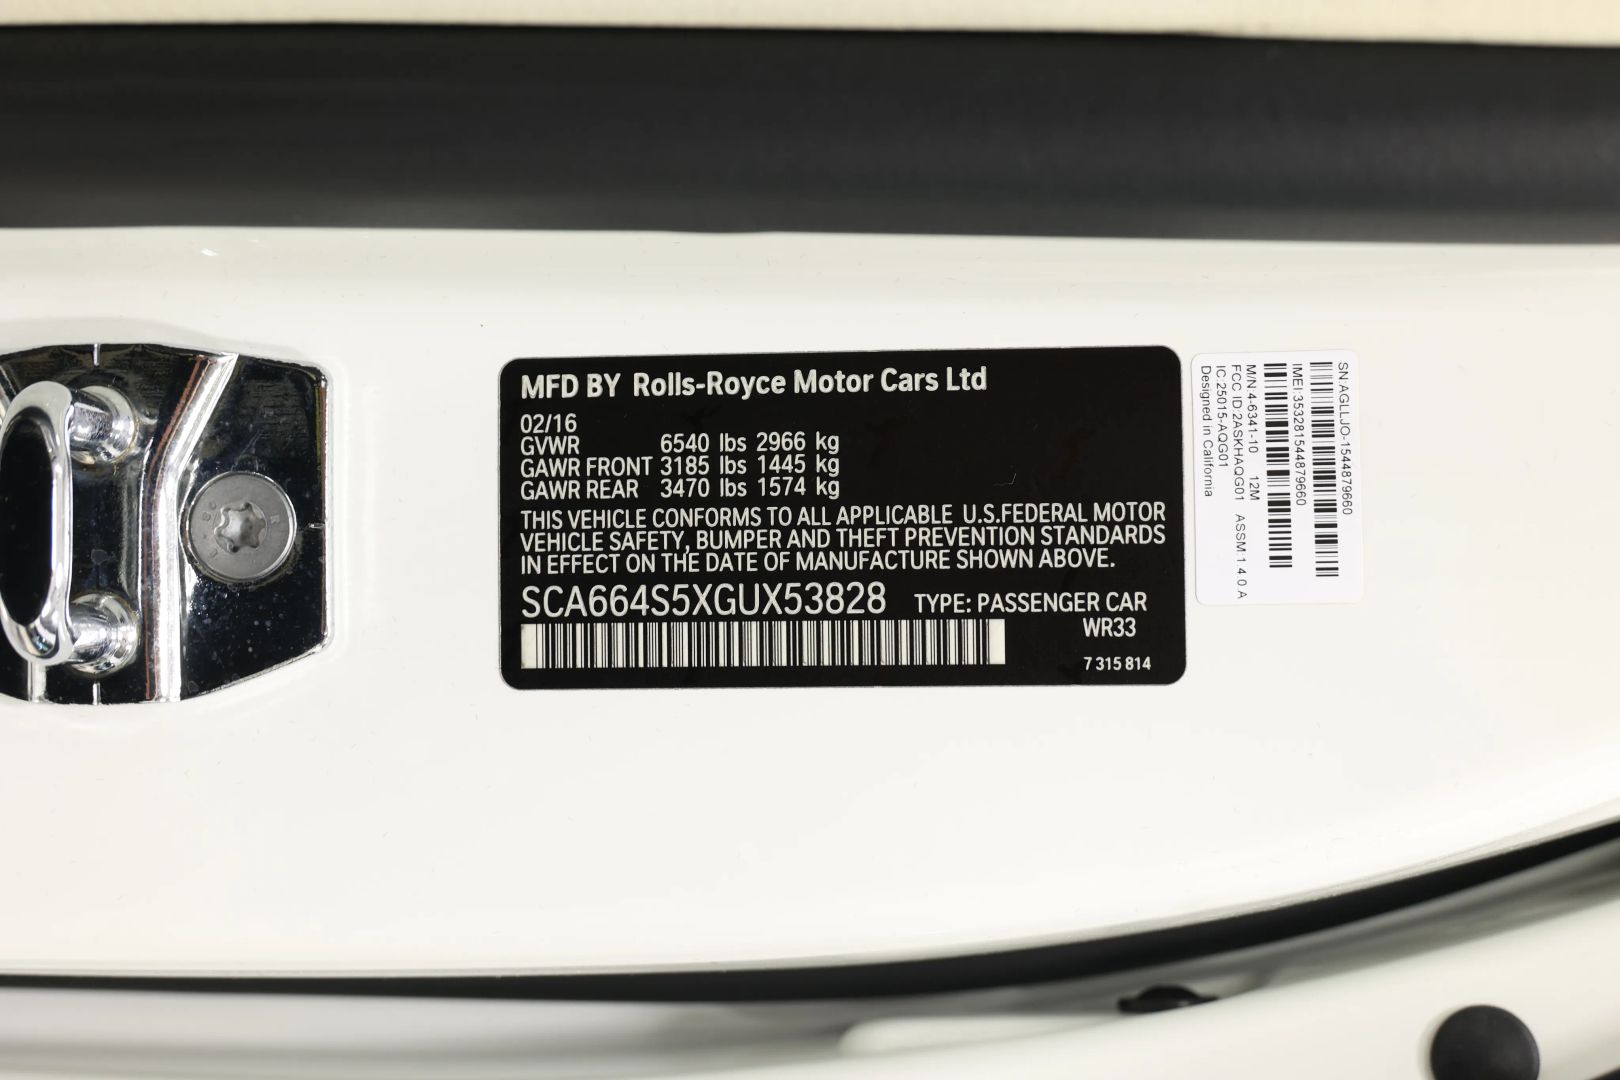 MFD BY Rolls-Royce Motor Cars Ltd
02/16
GVWR 6540 lbs 2966 kg
GAWR FRONT 3185 lbs 1445 kg
GAWR REAR 3470 lbs 1574 kg
THIS VEHICLE CONFORMS TO ALL APPLICABLE U.S.FEDERAL MOTOR
VEHICLE SAFETY, BUMPER AND THEFT PREVENTION STANDARDS
IN EFFECT ON THE DATE OF MANUFACTURE SHOWN ABOVE.
SCA664S5XGUX53828 TYPE: PASSENGER CAR
WR33
7 315 814
SN:AGLLJO-1544879660
IMEI:353281544879660
M/N:4-6341-10 12M
FCC ID:2ASKHAQG01 ASSM:1 4 0 A
IC:25015-AQG01
Designed in California